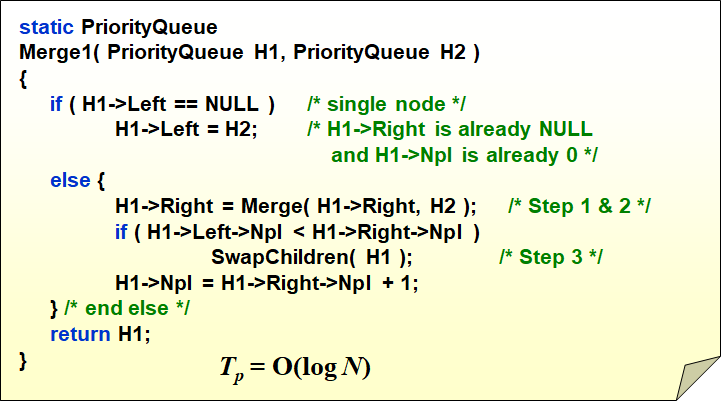 static PriorityQueue
Merge1( PriorityQueue H1, PriorityQueue H2 )
{
if ( H1->Left == NULL ) /* single node */
H1->Left = H2; /* H1->Right is already NULL
and H1->Npl is already 0 */
else {
H1->Right = Merge( H1->Right, H2 ); /* Step 1 & 2 */
if ( H1->Left->Npl < H1->Right->Npl )
SwapChildren( H1 ); /* Step 3 */
H1->Npl = H1->Right->Npl + 1;
} /* end else */
return H1;
}
Tp = O(log N)